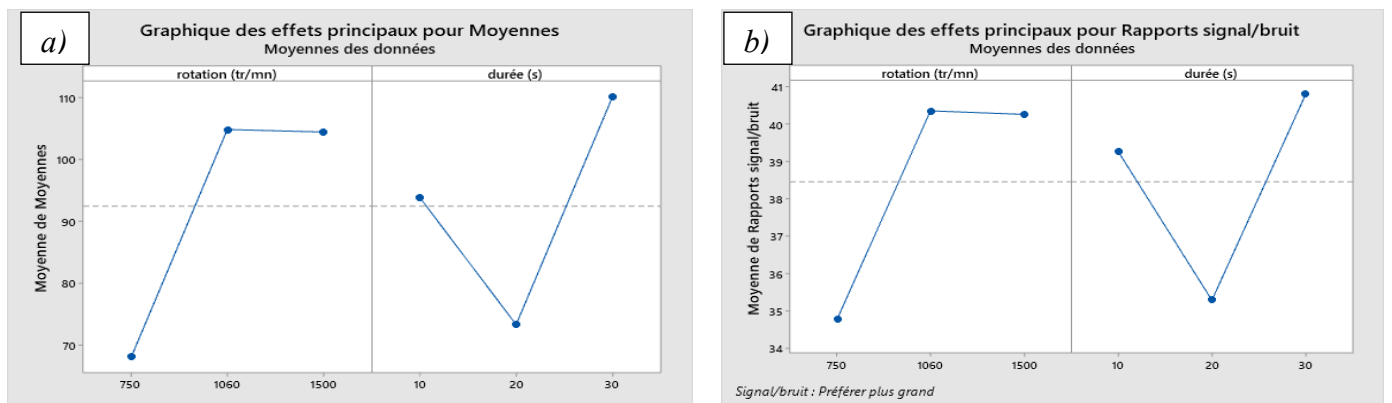 a)
Graphique des effets principaux pour Moyennes
Moyennes des données
rotation (tr/mn) durée (s)
Moyenne de Moyennes
110
100
90
80
70
750 1060 1500 10 20 30
b)
Graphique des effets principaux pour Rapports signal/bruit
Moyennes des données
rotation (tr/mn) durée (s)
Moyenne de Rapports signal/bruit
41
40
39
38
37
36
35
34
750 1060 1500 10 20 30
Signal/bruit : Préférer plus grand